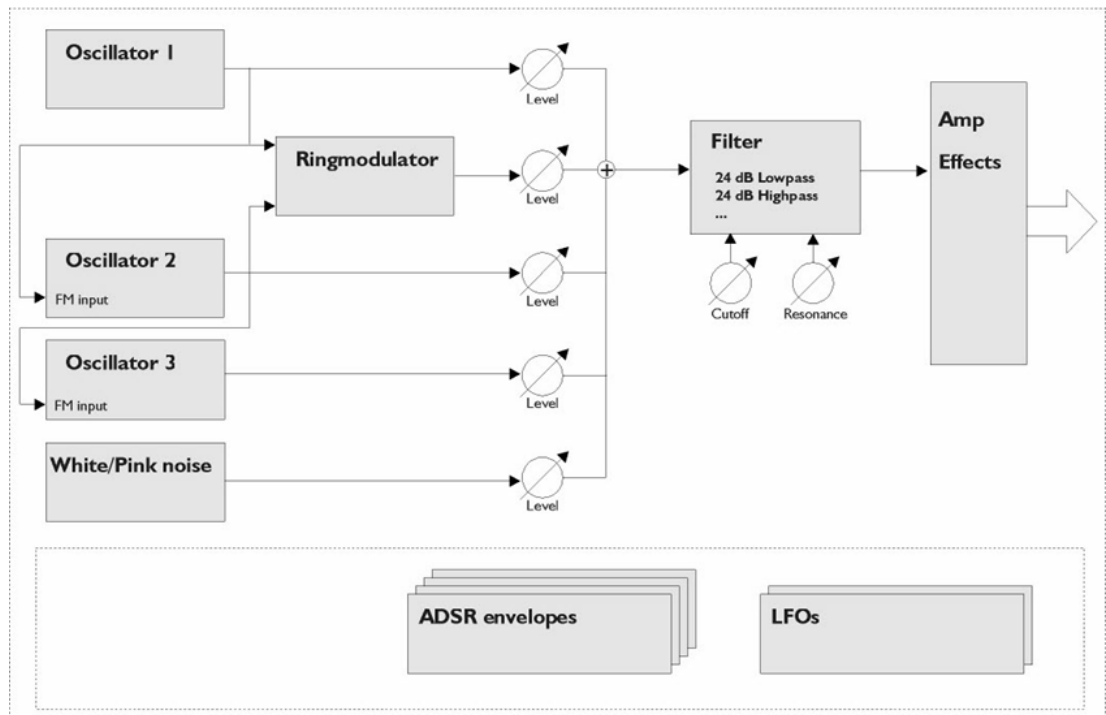 Oscillator 1
Level
Ringmodulator
Level
Filter
24 dB Lowpass
24 dB Highpass
...
Amp
Effects
Oscillator 2
FM input
Level
Cutoff
Resonance
Oscillator 3
FM input
Level
White/Pink noise
Level
ADSR envelopes
LFOs